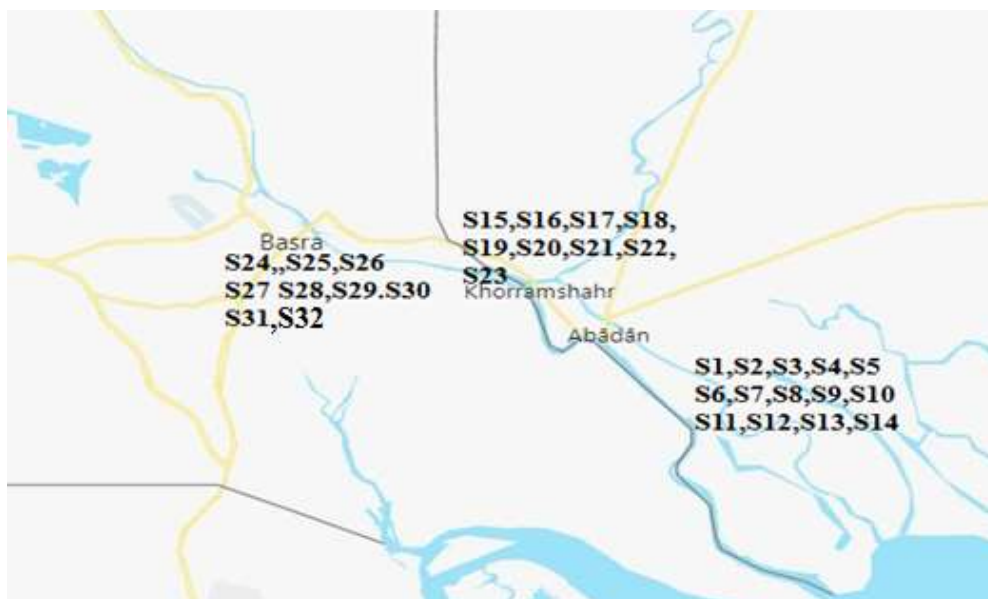 S15,S16,S17,S18,
S19,S20,S21,S22,
S23
Khorramshahr
Basra
S24,,S25,S26
S27 S28,S29.S30
S31,S32
Abādān
S1,S2,S3,S4,S5
S6,S7,S8,S9,S10
S11,S12,S13,S14